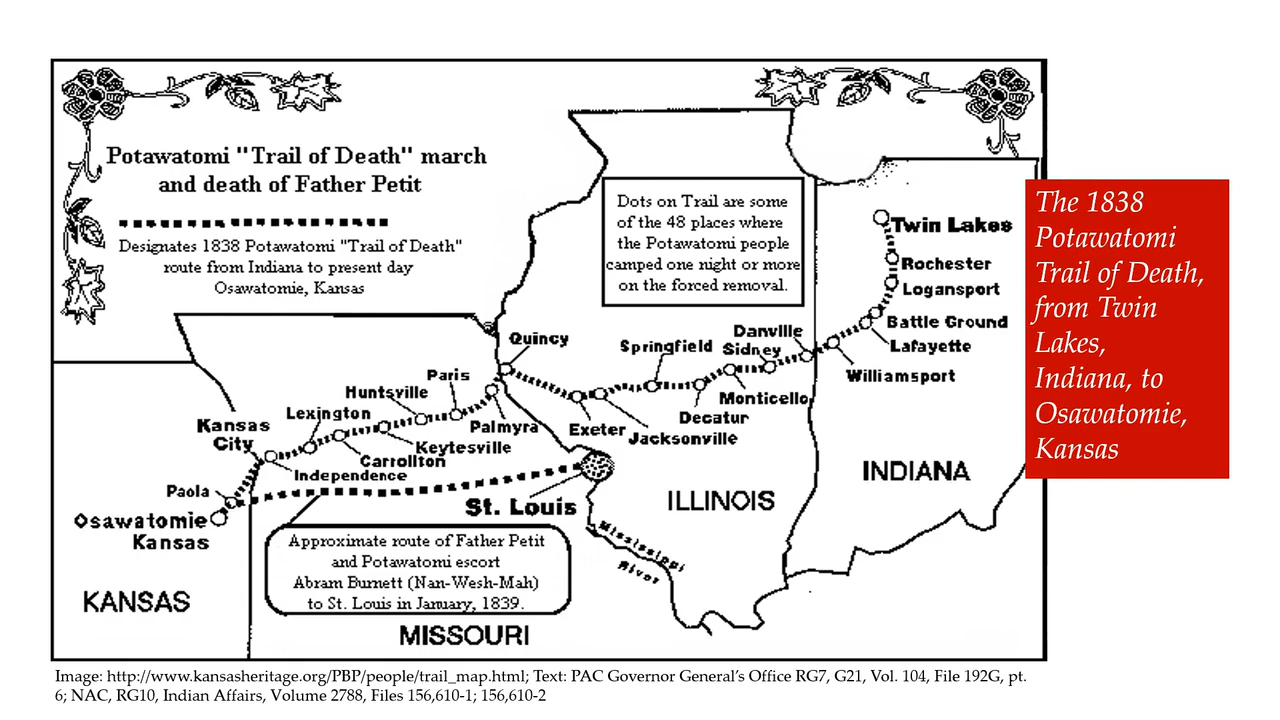 Potawatomi "Trail of Death" march
and death of Father Petit
Designates 1838 Potawatomi "Trail of Death"
route from Indiana to present day
Osawatomie, Kansas
Dots on Trail are some
of the 48 places where
the Potawatomi people
camped one night or more
on the forced removal.
The 1838
Potawatomi
Trail of Death,
from Twin
Lakes,
Indiana, to
Osawatomie,
Kansas
Twin Lakes
Rochester
Logansport
Battle Ground
Lafayette
Williamsport
Danville
Sidney
Monticello
Decatur
Springfield
Jacksonville
Exeter
Quincy
Palmyra
Paris
Huntsville
Keytesville
Carrollton
Lexington
Independence
Kansas
City
Paola
Osawatomie
Kansas
St. Louis
INDIANA
ILLINOIS
Mississippi
River
Approximate route of Father Petit
and Potawatomi escort
Abram Burnett (Nan-Wesh-Mah)
to St. Louis in January, 1839.
KANSAS
MISSOURI
Image: http://www.kansasheritage.org/PBP/people/trail_map.html; Text: PAC Governor General’s Office RG7, G21, Vol. 104, File 192G, pt.
6; NAC, RG10, Indian Affairs, Volume 2788, Files 156,610-1; 156,610-2